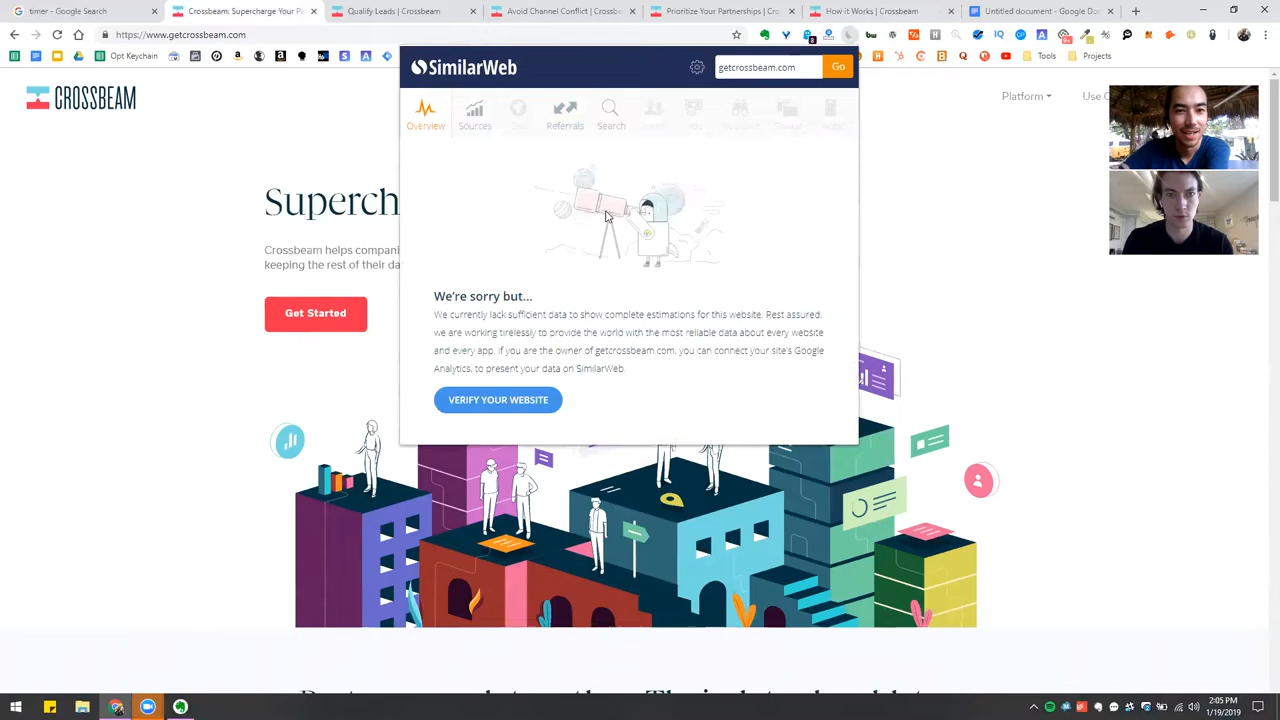 timer - Google Search
Crossbeam: Supercharge Your Pa
Quality Leads | Crossbeam
Avoid Channel Conflict | Crossb
Prioritize Your Partnerships | Cr
How it Works | Crossbeam
Untitled document - Google Do
https://www.getcrossbeam.com
Opt Keychain
Tools
Projects
SimilarWeb
getcrossbeam.com
Go
CROSSBEAM
Platform
Use C
Overview
Sources
Referrals
Search
Superch
Crossbeam helps compani
keeping the rest of their da
Get Started
We're sorry but...
We currently lack sufficient data to show complete estimations for this website. Rest assured,
we are working tirelessly to provide the world with the most reliable data about every website
and every app. if you are the owner of getcrossbeam.com, you can connect your site's Google
Analytics, to present your data on SimilarWeb.
VERIFY YOUR WEBSITE
2:05 PM
1/19/2019